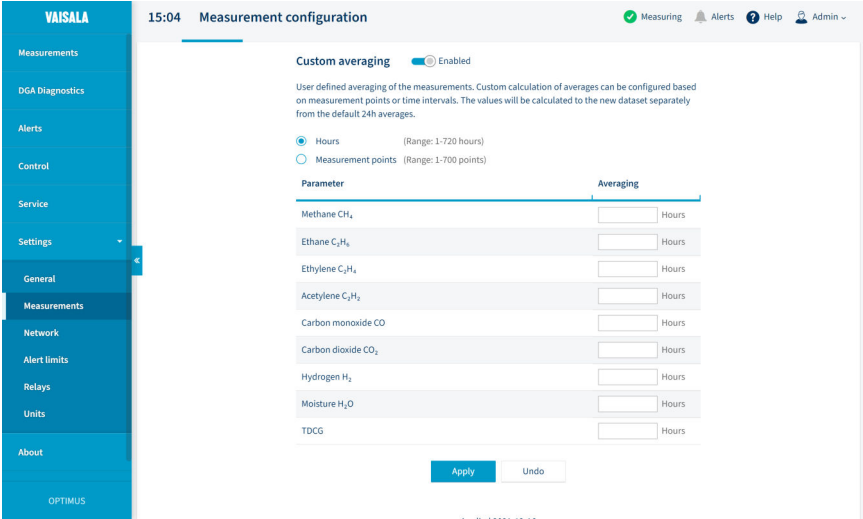 VAISALA
15:04 Measurement configuration
Measuring Alerts Help Admin
Measurements
DGA Diagnostics
Alerts
Control
Service
Settings
General
Measurements
Network
Alert limits
Relays
Units
About
OPTIMUS
Custom averaging Enabled
User defined averaging of the measurements. Custom calculation of averages can be configured based
on measurement points or time intervals. The values will be calculated to the new dataset separately
from the default 24h averages.
Hours (Range: 1-720 hours)
Measurement points (Range: 1-700 points)
Parameter Averaging
Methane CH₄ Hours
Ethane C₂H₆ Hours
Ethylene C₂H₄ Hours
Acetylene C₂H₂ Hours
Carbon monoxide CO Hours
Carbon dioxide CO₂ Hours
Hydrogen H₂ Hours
Moisture H₂O Hours
TDCG Hours
Apply Undo